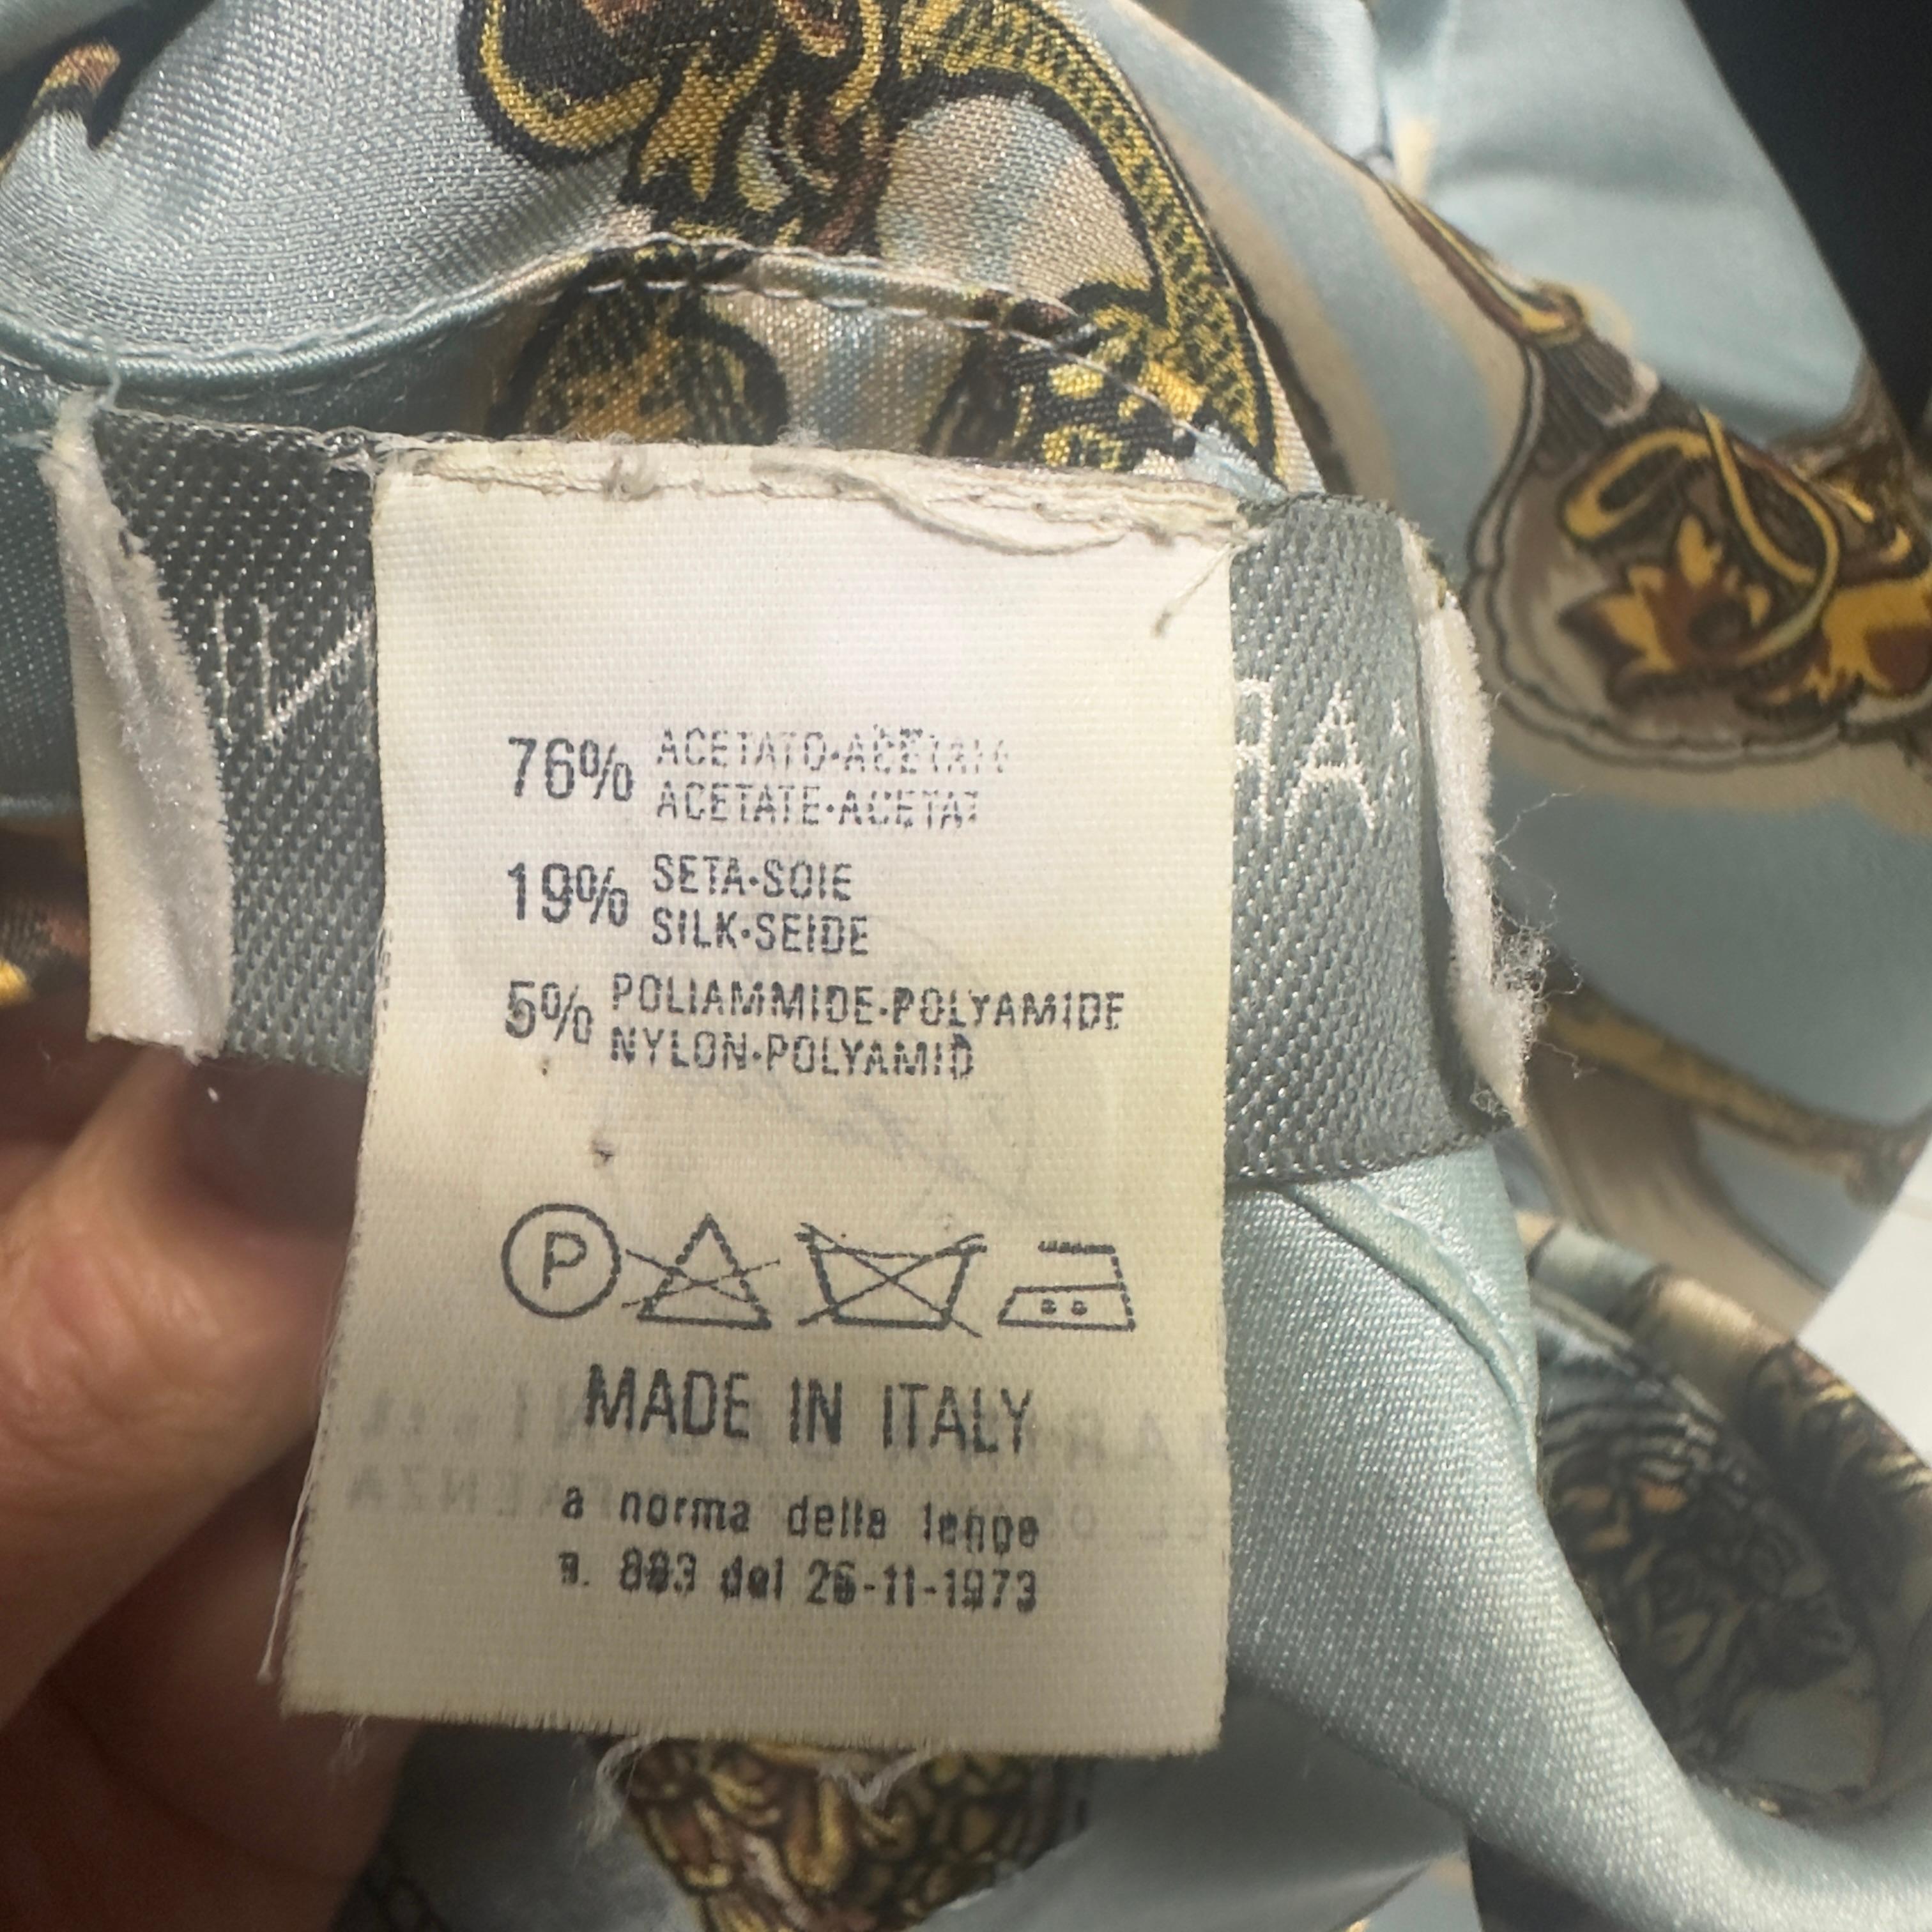 76% ACETATO·ACETATE
ACETATE·ACETAT
19% SETA·SOIE
SILK·SEIDE
5% POLIAMMIDE·POLYAMIDE
NYLON·POLYAMID
P
MADE IN ITALY
a norma della legge
n. 883 del 26-11-1973